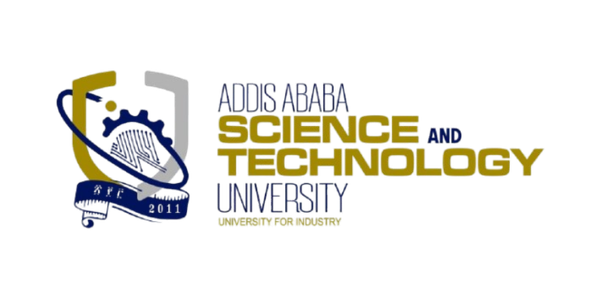 ADDIS ABABA
SCIENCE AND
TECHNOLOGY
UNIVERSITY
UNIVERSITY FOR INDUSTRY
2011